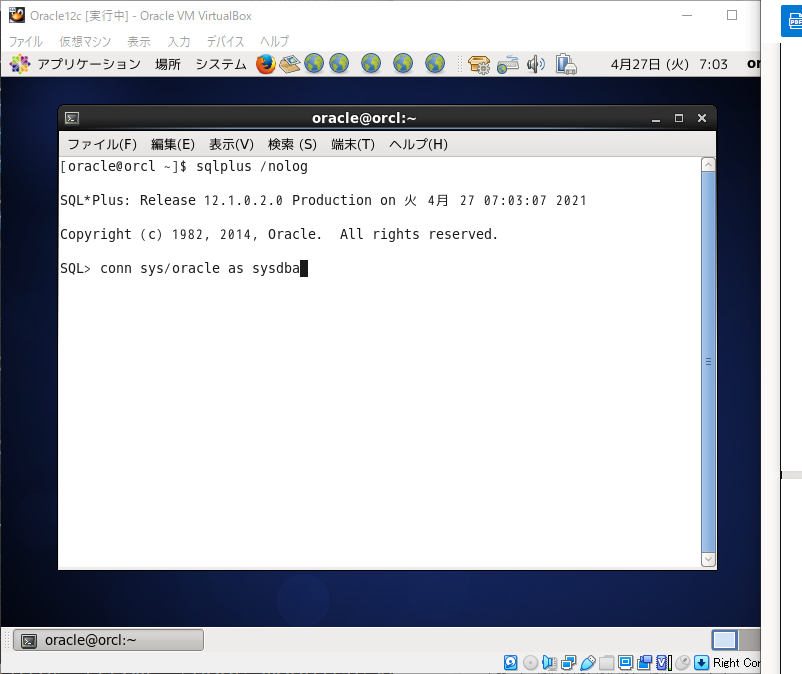 Oracle12c [実行中] - Oracle VM VirtualBox
ファイル 仮想マシン 表示 入力 デバイス ヘルプ
アプリケーション 場所 システム 4月27日 (火) 7:03 or
oracle@orcl:~
ファイル(F) 編集(E) 表示(V) 検索 (S) 端末(T) ヘルプ(H)
[oracle@orcl ~]$ sqlplus /nolog
SQL*Plus: Release 12.1.0.2.0 Production on 火 4月 27 07:03:07 2021
Copyright (c) 1982, 2014, Oracle.  All rights reserved.
SQL> conn sys/oracle as sysdba
oracle@orcl:~
Right Con